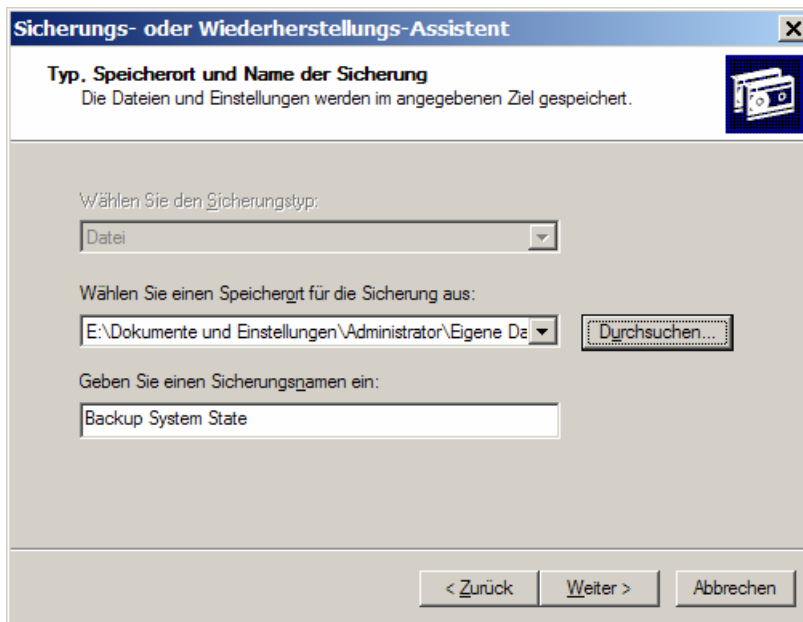 Sicherungs- oder Wiederherstellungs-Assistent
Typ, Speicherort und Name der Sicherung
Die Dateien und Einstellungen werden im angegebenen Ziel gespeichert.
Wählen Sie den Sicherungstyp:
Datei
Wählen Sie einen Speicherort für die Sicherung aus:
E:\Dokumente und Einstellungen\Administrator\Eigene Da
Durchsuchen...
Geben Sie einen Sicherungsnamen ein:
Backup System State
< Zurück
Weiter >
Abbrechen